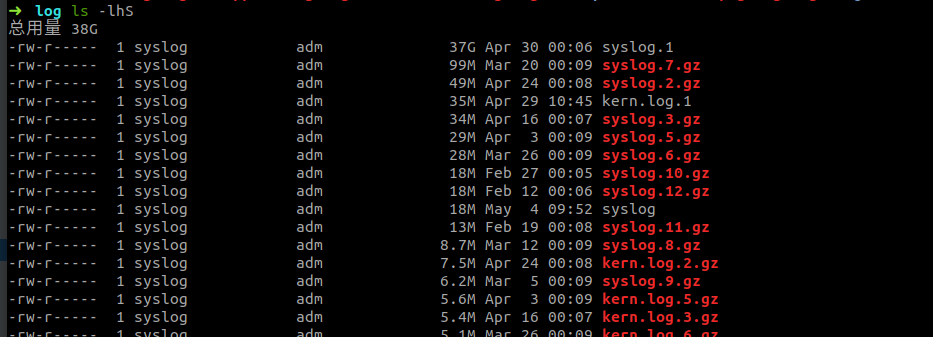 ➜ log ls -lhS
总用量 38G
-rw-r----- 1 syslog adm 37G Apr 30 00:06 syslog.1
-rw-r----- 1 syslog adm 99M Mar 20 00:09 syslog.7.gz
-rw-r----- 1 syslog adm 49M Apr 24 00:08 syslog.2.gz
-rw-r----- 1 syslog adm 35M Apr 29 10:45 kern.log.1
-rw-r----- 1 syslog adm 34M Apr 16 00:07 syslog.3.gz
-rw-r----- 1 syslog adm 29M Apr 3 00:09 syslog.5.gz
-rw-r----- 1 syslog adm 28M Mar 26 00:09 syslog.6.gz
-rw-r----- 1 syslog adm 18M Feb 27 00:05 syslog.10.gz
-rw-r----- 1 syslog adm 18M Feb 12 00:06 syslog.12.gz
-rw-r----- 1 syslog adm 18M May 4 09:52 syslog
-rw-r----- 1 syslog adm 13M Feb 19 00:08 syslog.11.gz
-rw-r----- 1 syslog adm 8.7M Mar 12 00:09 syslog.8.gz
-rw-r----- 1 syslog adm 7.5M Apr 24 00:08 kern.log.2.gz
-rw-r----- 1 syslog adm 6.2M Mar 5 00:09 syslog.9.gz
-rw-r----- 1 syslog adm 5.6M Apr 3 00:09 kern.log.5.gz
-rw-r----- 1 syslog adm 5.4M Apr 16 00:07 kern.log.3.gz
-rw-r----- 1 syslog adm 5.1M Mar 26 00:09 kern.log.6.gz